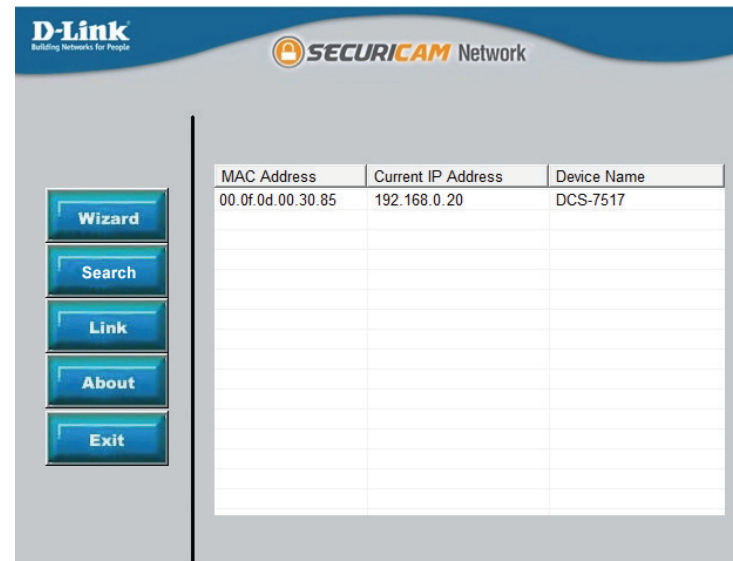 D-Link
Building Networks for People
SECURICAM Network
MAC Address Current IP Address Device Name
00.0f.0d.00.30.85 192.168.0.20 DCS-7517
Wizard
Search
Link
About
Exit